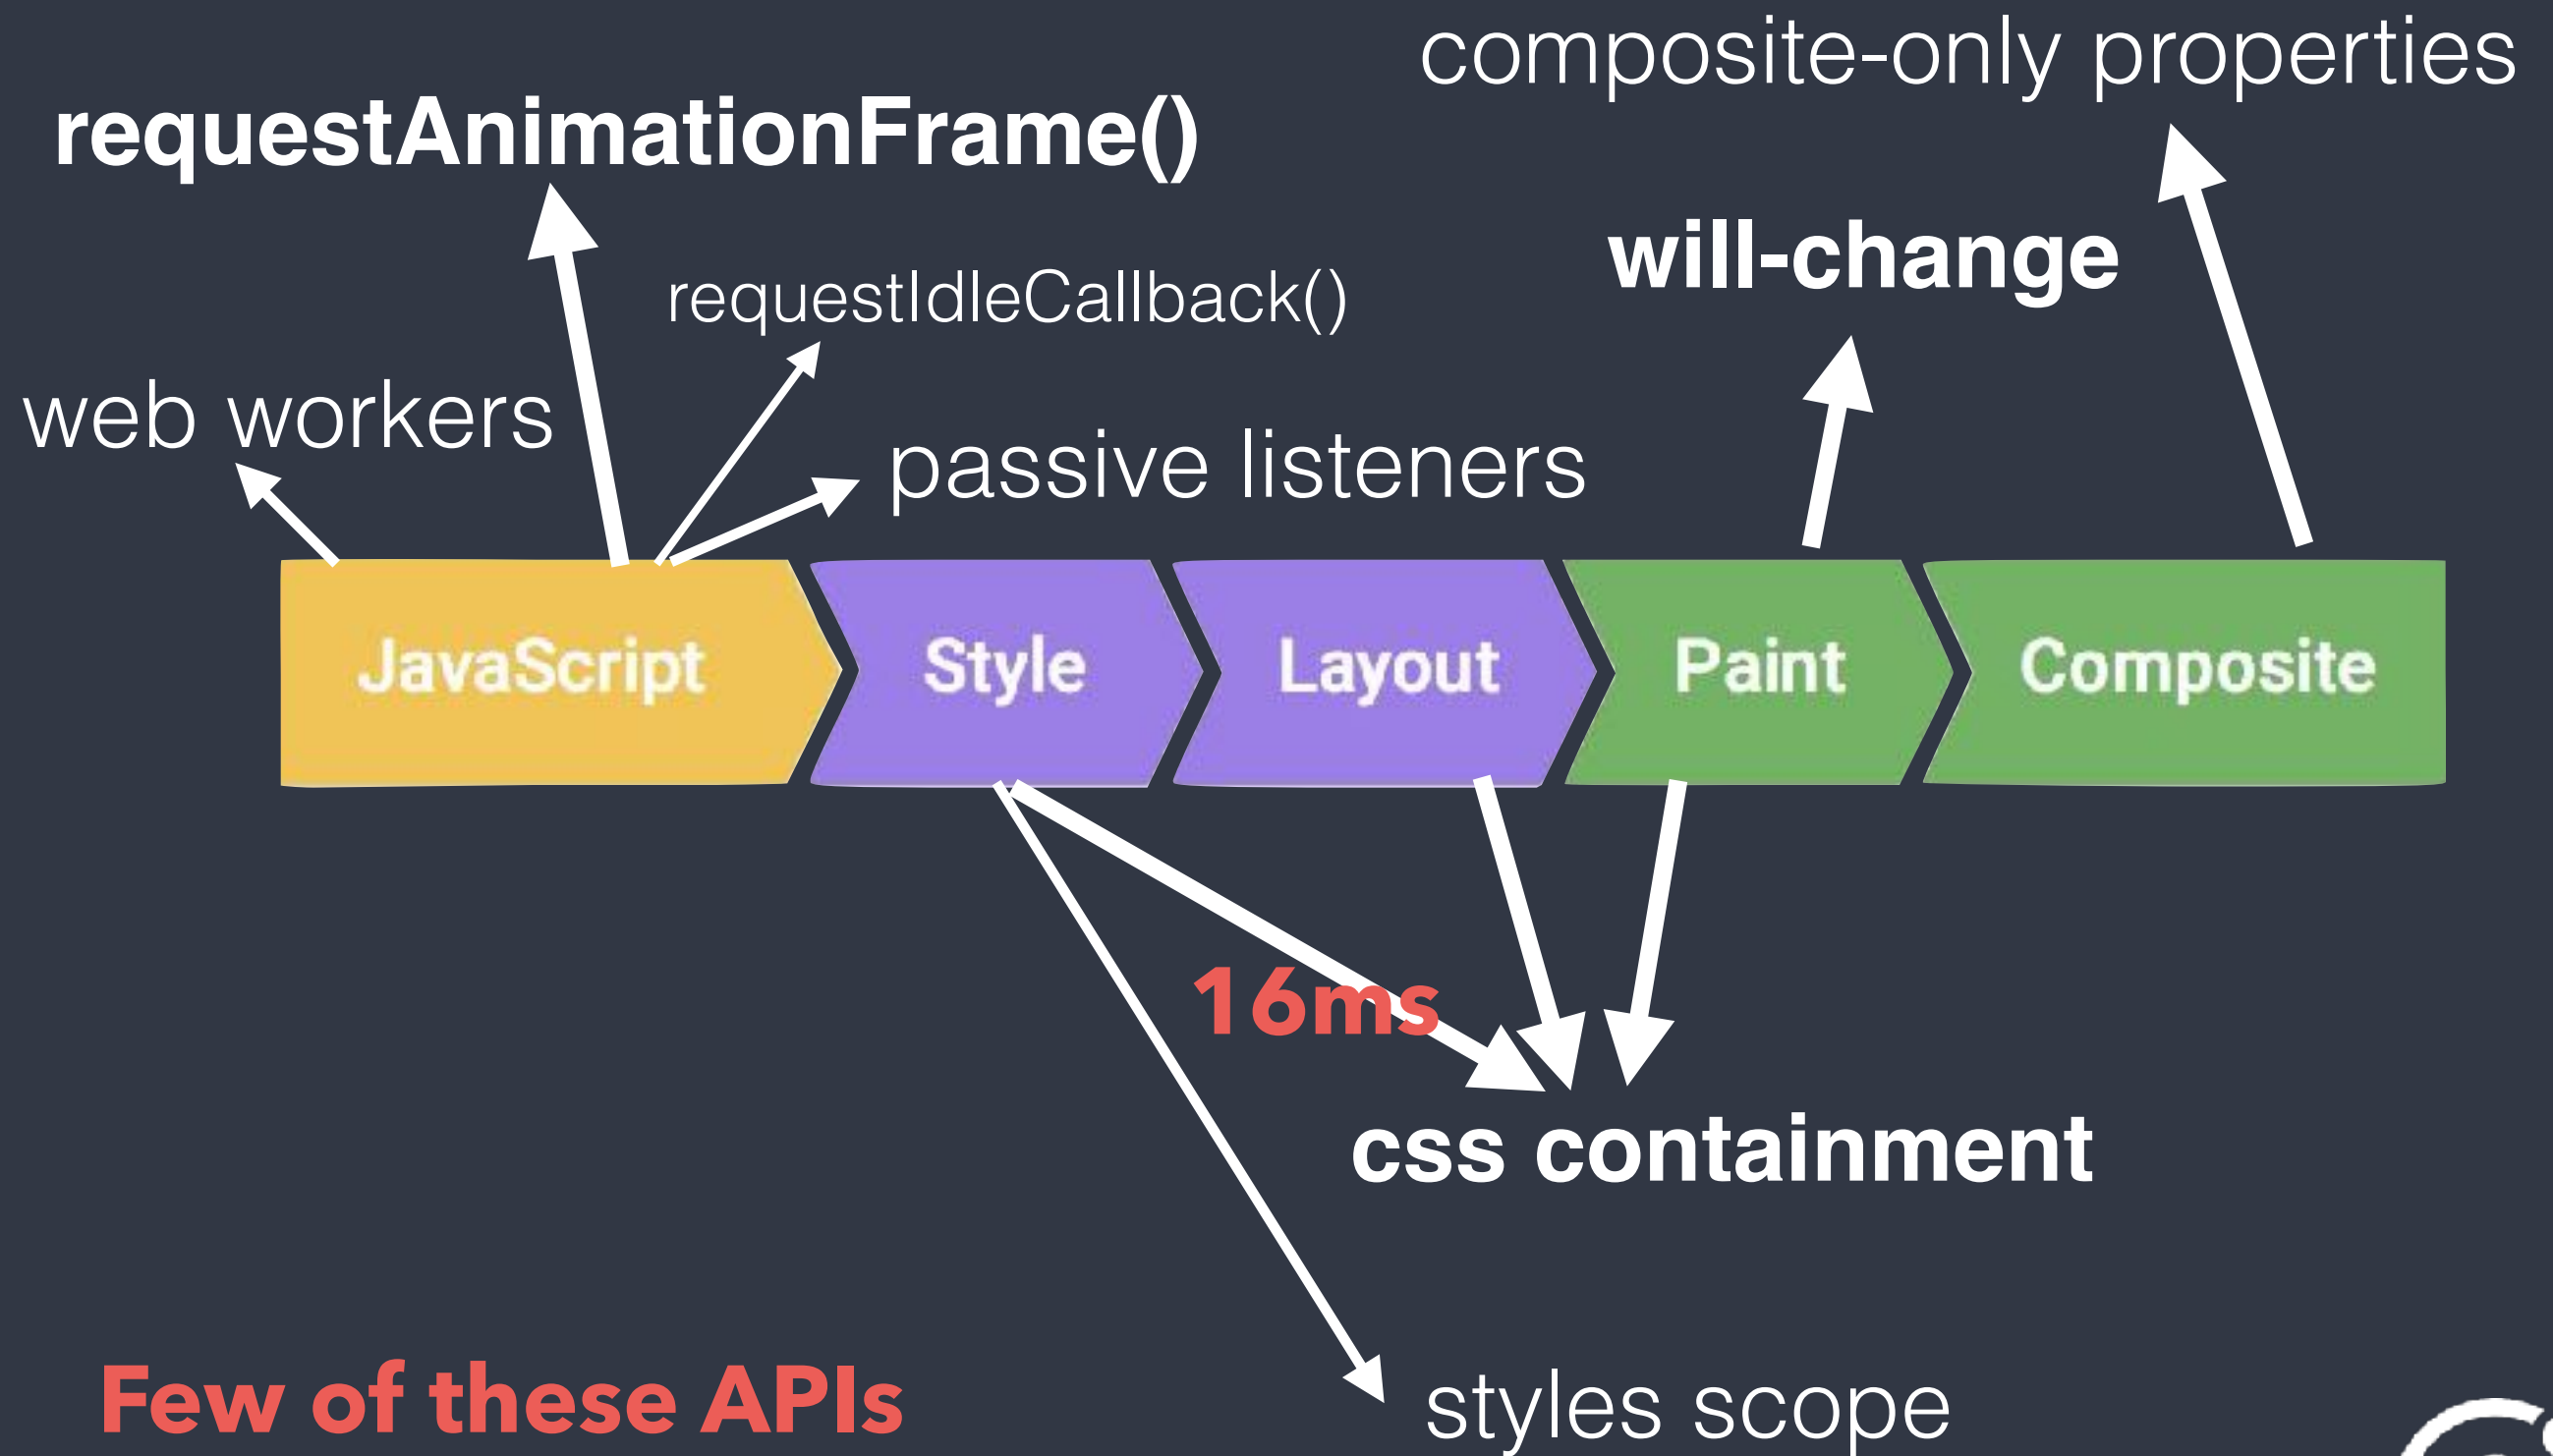 composite-only properties
requestAnimationFrame()
will-change
requestIdleCallback()
web workers
passive listeners
JavaScript
Style
Layout
Paint
Composite
16ms
css containment
Few of these APIs
styles scope